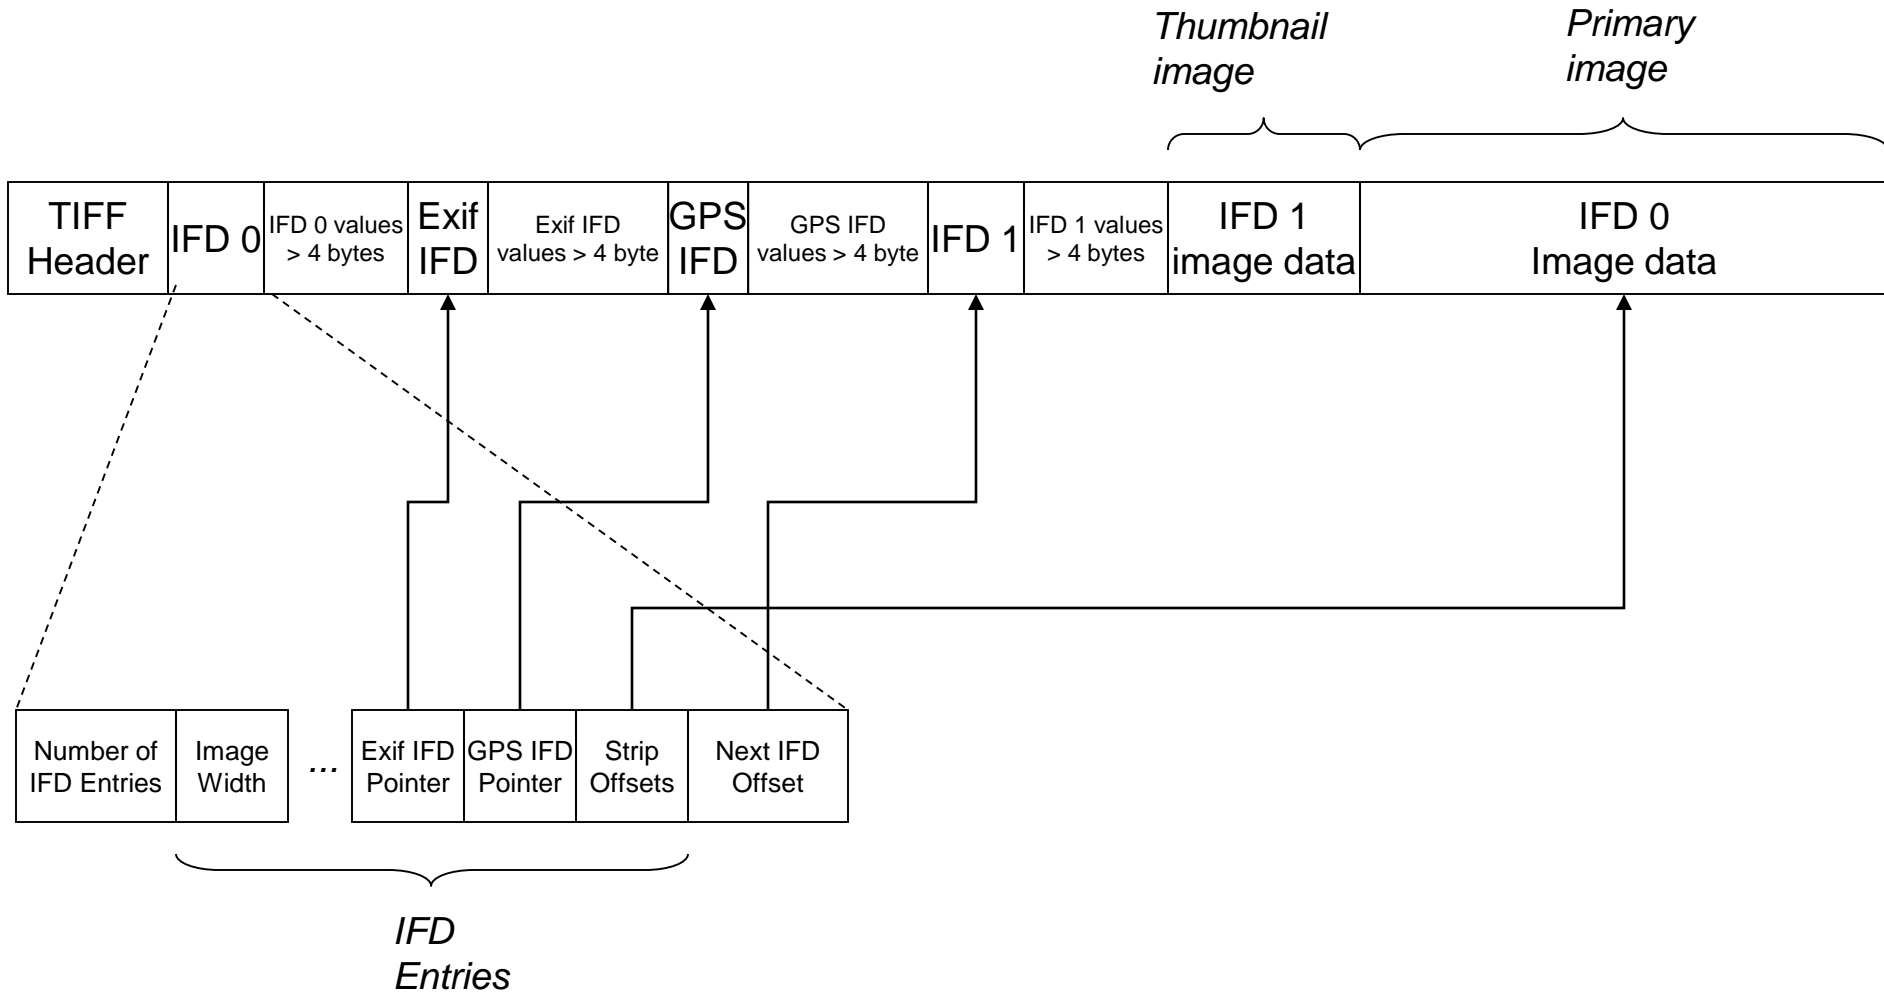 Thumbnail
image
Primary
image
TIFF
Header
IFD 0
IFD 0 values
> 4 bytes
Exif
IFD
Exif IFD
values > 4 byte
GPS
IFD
GPS IFD
values > 4 byte
IFD 1
IFD 1 values
> 4 bytes
IFD 1
image data
IFD 0
Image data
Number of
IFD Entries
Image
Width
...
Exif IFD
Pointer
GPS IFD
Pointer
Strip
Offsets
Next IFD
Offset
IFD
Entries